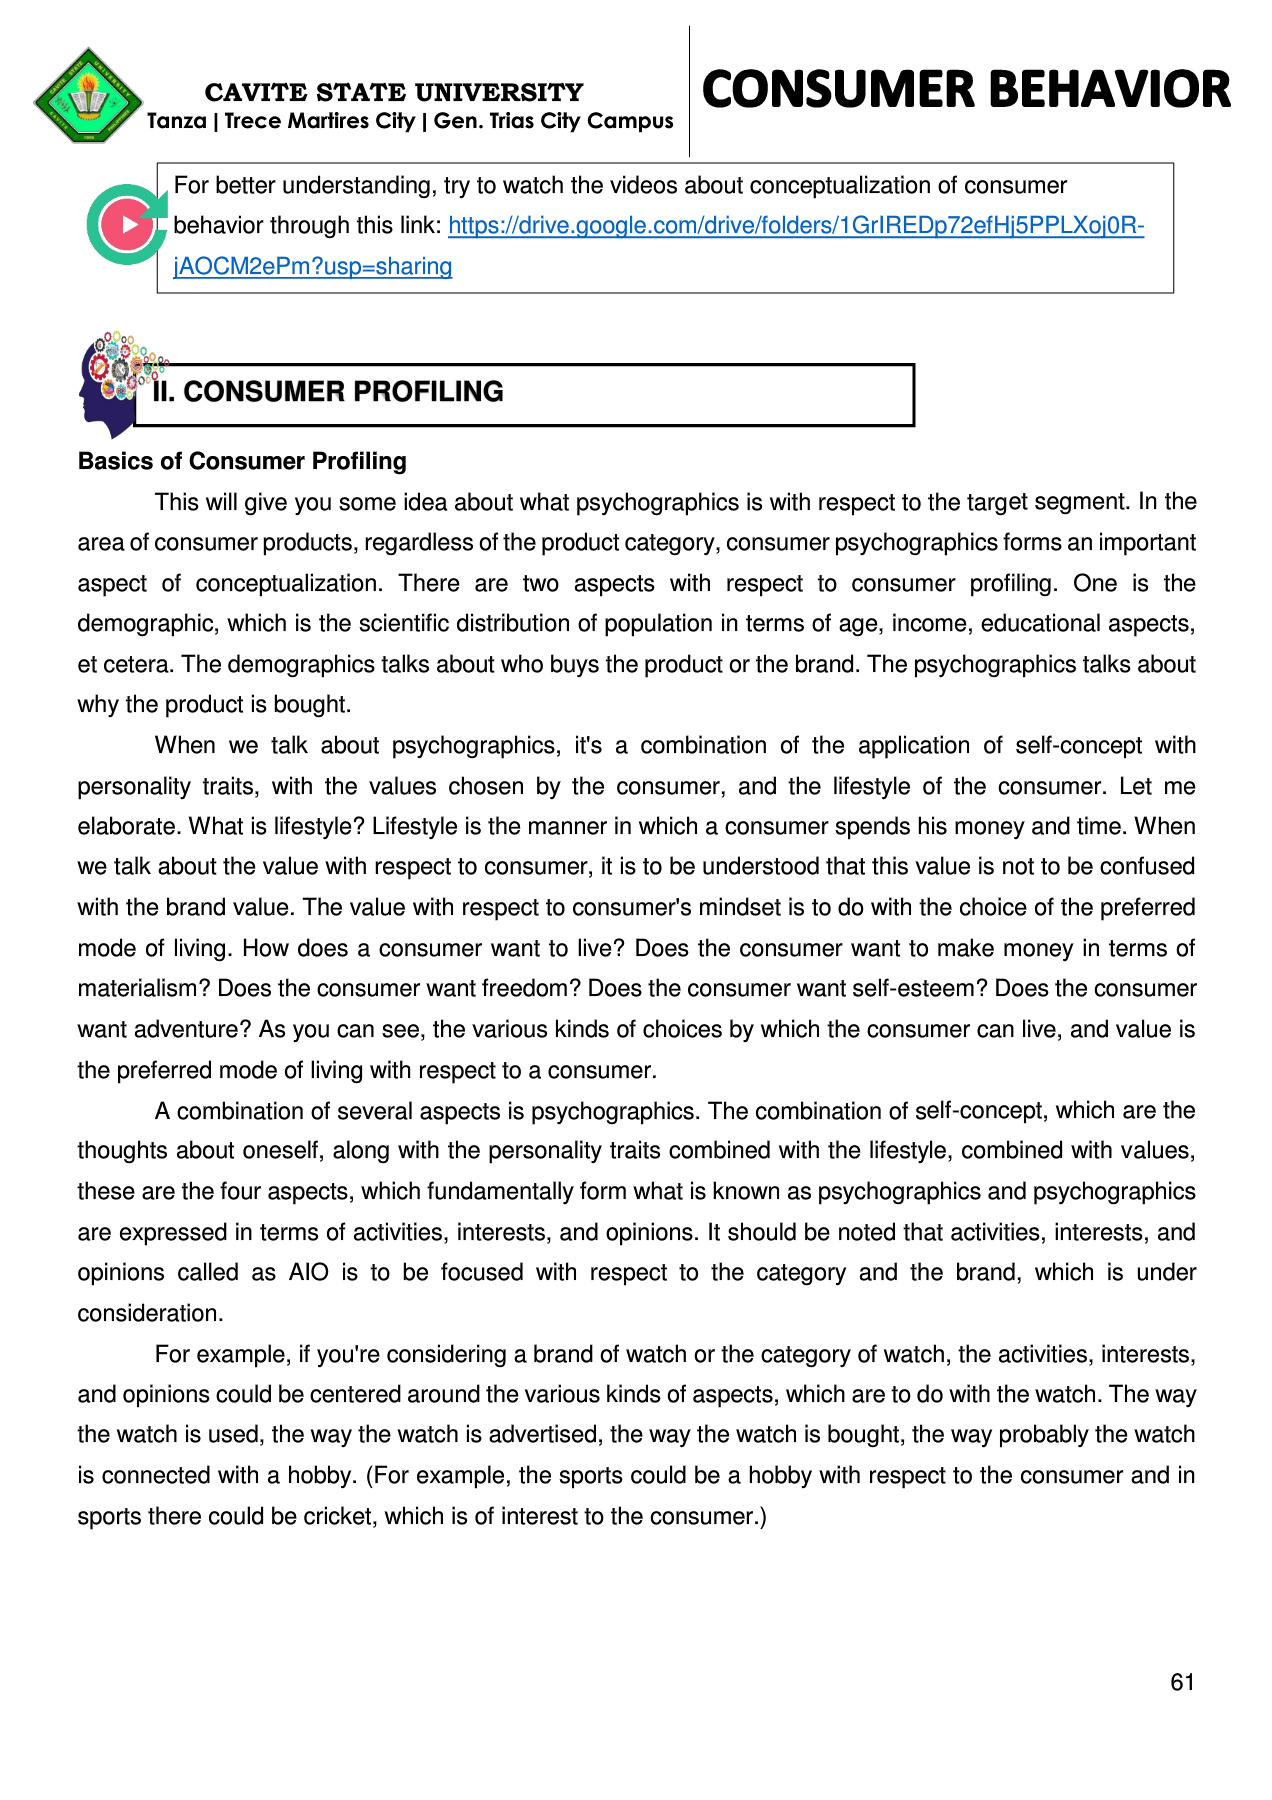 CAVITE STATE UNIVERSITY
Tanza | Trece Martires City | Gen. Trias City Campus
CONSUMER BEHAVIOR
For better understanding, try to watch the videos about conceptualization of consumer
behavior through this link: https://drive.google.com/drive/folders/1GrIREDp72efHj5PPLXoj0R-
jAOCM2ePm?usp=sharing
II. CONSUMER PROFILING
Basics of Consumer Profiling
This will give you some idea about what psychographics is with respect to the target segment. In the
area of consumer products, regardless of the product category, consumer psychographics forms an important
aspect of conceptualization. There are two aspects with respect to consumer profiling. One is the
demographic, which is the scientific distribution of population in terms of age, income, educational aspects,
et cetera. The demographics talks about who buys the product or the brand. The psychographics talks about
why the product is bought.
When we talk about psychographics, it's a combination of the application of self-concept with
personality traits, with the values chosen by the consumer, and the lifestyle of the consumer. Let me
elaborate. What is lifestyle? Lifestyle is the manner in which a consumer spends his money and time. When
we talk about the value with respect to consumer, it is to be understood that this value is not to be confused
with the brand value. The value with respect to consumer's mindset is to do with the choice of the preferred
mode of living. How does a consumer want to live? Does the consumer want to make money in terms of
materialism? Does the consumer want freedom? Does the consumer want self-esteem? Does the consumer
want adventure? As you can see, the various kinds of choices by which the consumer can live, and value is
the preferred mode of living with respect to a consumer.
A combination of several aspects is psychographics. The combination of self-concept, which are the
thoughts about oneself, along with the personality traits combined with the lifestyle, combined with values,
these are the four aspects, which fundamentally form what is known as psychographics and psychographics
are expressed in terms of activities, interests, and opinions. It should be noted that activities, interests, and
opinions called as AIO is to be focused with respect to the category and the brand, which is under
consideration.
For example, if you're considering a brand of watch or the category of watch, the activities, interests,
and opinions could be centered around the various kinds of aspects, which are to do with the watch. The way
the watch is used, the way the watch is advertised, the way the watch is bought, the way probably the watch
is connected with a hobby. (For example, the sports could be a hobby with respect to the consumer and in
sports there could be cricket, which is of interest to the consumer.)
61